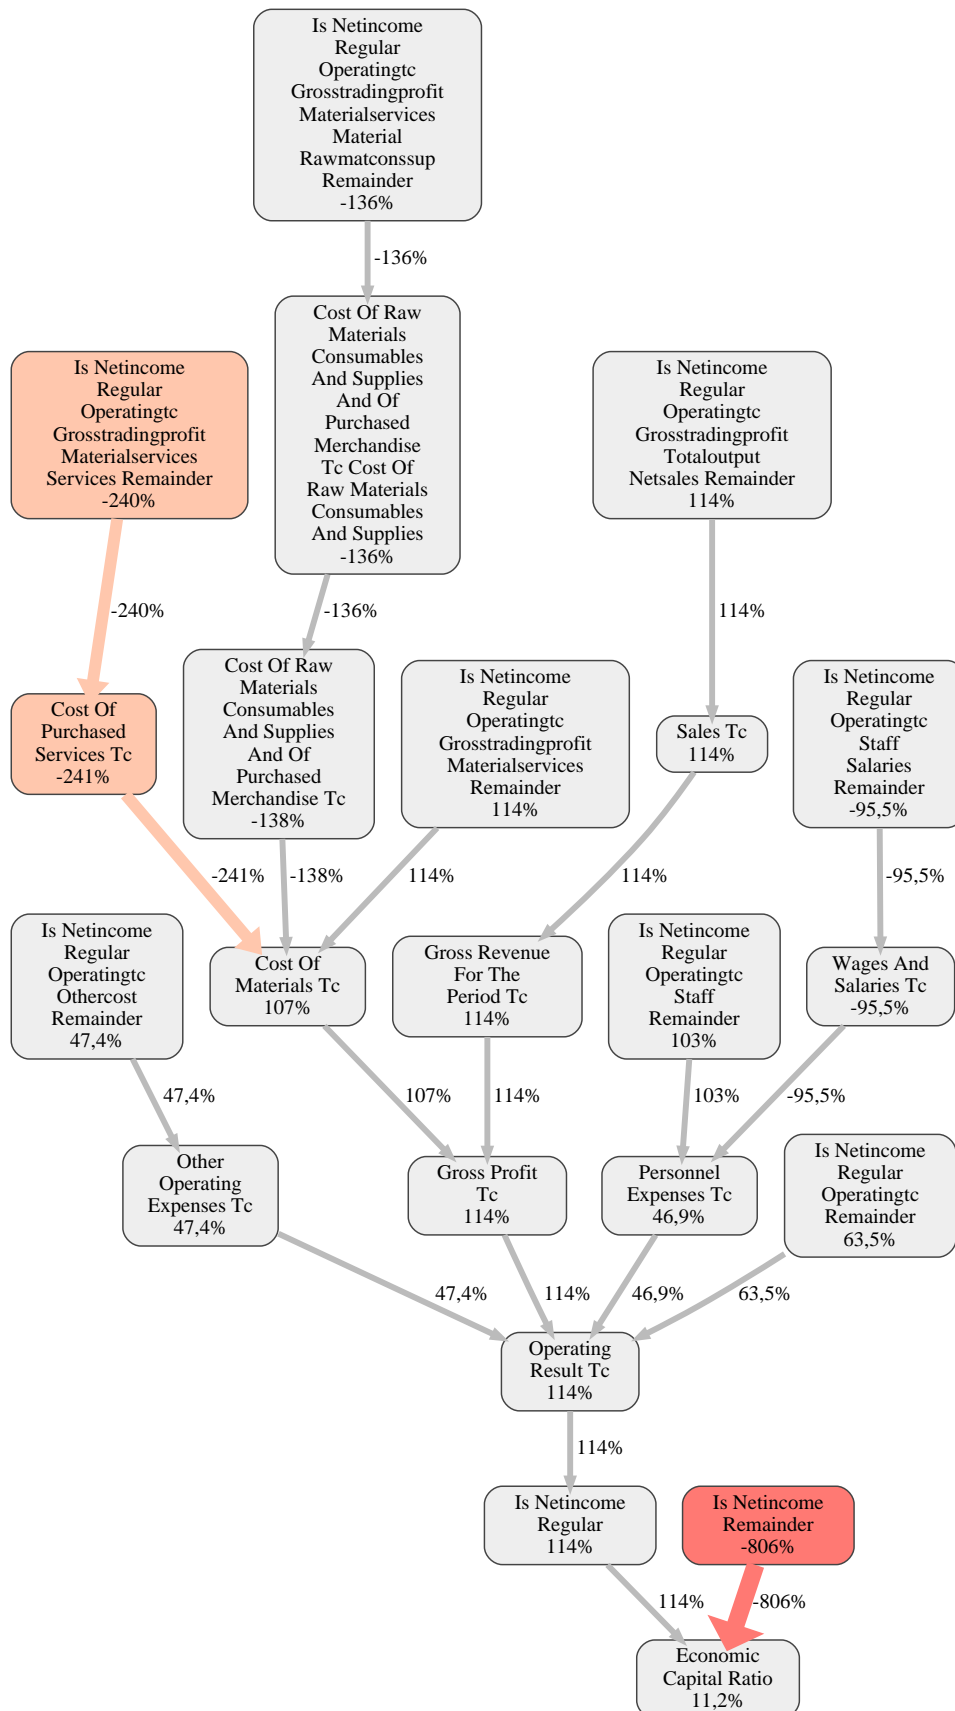 Is Netincome
Regular
Operatingtc
Grosstradingprofit
Materialservices
Material
Rawmatconssup
Remainder
-136%
-136%
Cost Of Raw
Materials
Consumables
And Supplies
And Of
Purchased
Merchandise
Tc Cost Of
Raw Materials
Consumables
And Supplies
-136%
Is Netincome
Regular
Operatingtc
Grosstradingprofit
Materialservices
Services Remainder
-240%
Is Netincome
Regular
Operatingtc
Grosstradingprofit
Totaloutput
Netsales Remainder
114%
-240%
-136%
114%
Cost Of
Purchased
Services Tc
-241%
Cost Of Raw
Materials
Consumables
And Supplies
And Of
Purchased
Merchandise Tc
-138%
Is Netincome
Regular
Operatingtc
Grosstradingprofit
Materialservices
Remainder
114%
Sales Tc
114%
Is Netincome
Regular
Operatingtc
Staff
Salaries
Remainder
-95,5%
-241%
-138%
114%
114%
-95,5%
Is Netincome
Regular
Operatingtc
Othercost
Remainder
47,4%
Cost Of
Materials Tc
107%
Gross Revenue
For The
Period Tc
114%
Is Netincome
Regular
Operatingtc
Staff
Remainder
103%
Wages And
Salaries Tc
-95,5%
47,4%
107%
114%
103%
-95,5%
Other
Operating
Expenses Tc
47,4%
Gross Profit
Tc
114%
Personnel
Expenses Tc
46,9%
Is Netincome
Regular
Operatingtc
Remainder
63,5%
47,4%
114%
46,9%
63,5%
Operating
Result Tc
114%
114%
Is Netincome
Regular
114%
Is Netincome
Remainder
-806%
114%
-806%
Economic
Capital Ratio
11,2%